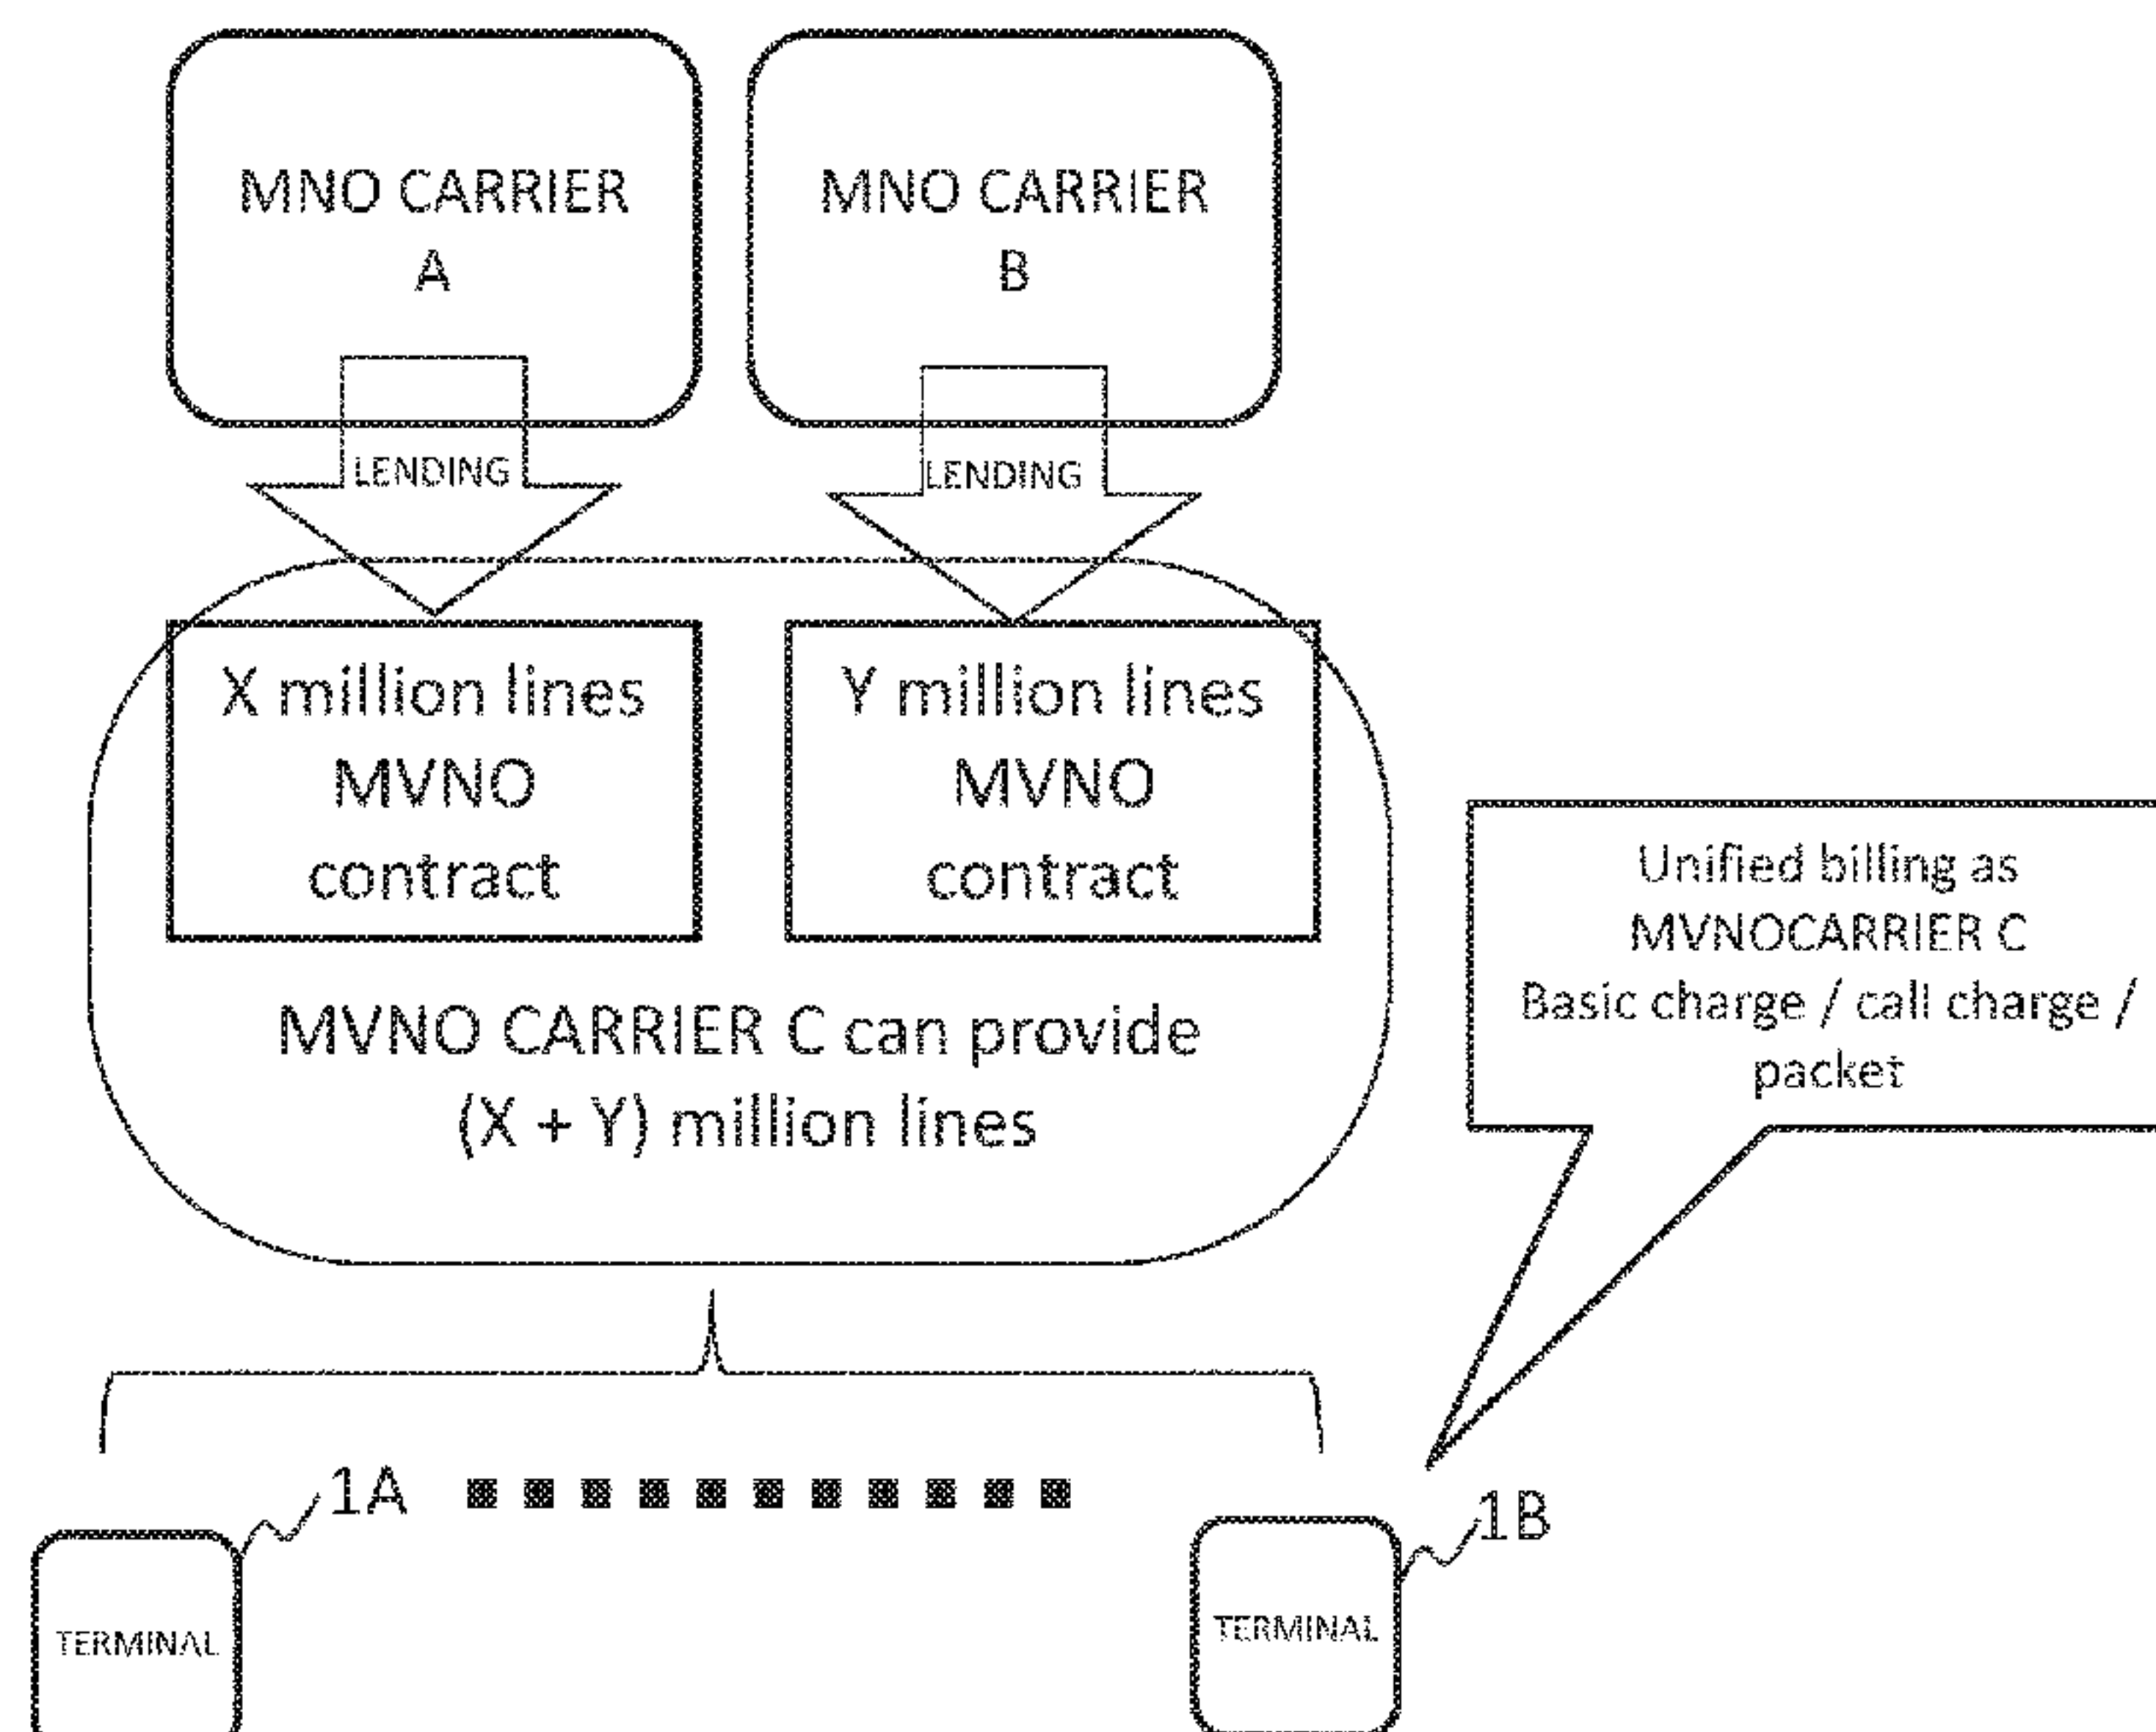 MNO CARRIER
A
MNO CARRIER
B
LENDING
LENDING
X million lines
MVNO
contract
Y million lines
MVNO
contract
MVNO CARRIER C can provide
(X + Y) million lines
Unified billing as
MVNOCARRIER C
Basic charge / call charge /
packet
1A
1B
TERMINAL
TERMINAL